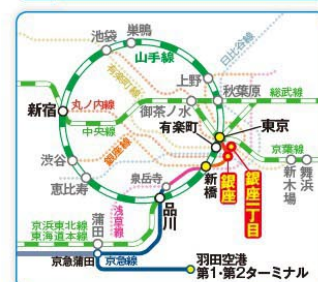 池袋
巣鴨
山手線
日比谷線
有楽町線
上野
新宿
丸ノ内線
秋葉原
御茶ノ水
総武線
中央線
有楽町
東京
渋谷
銀座線
京葉線
恵比寿
泉岳寺
新橋
銀座
銀座一丁目
新木場
舞浜
浅草線
品川
京浜東北線
東海道本線
蒲田
京急蒲田
京急線
羽田空港
第1・第2ターミナル